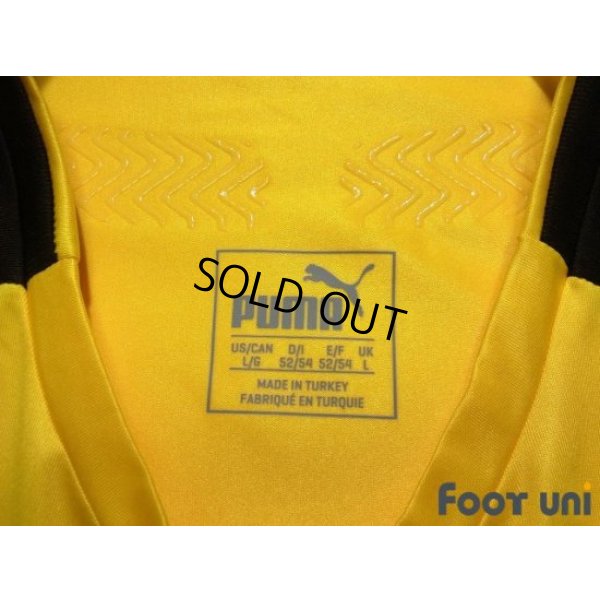 SOLD OUT
PUMA
US/CAN D/I E/F UK
L/G 52/54 52/54 L
MADE IN TURKEY
FABRIQUÉ EN TURQUIE
FOOT UNI